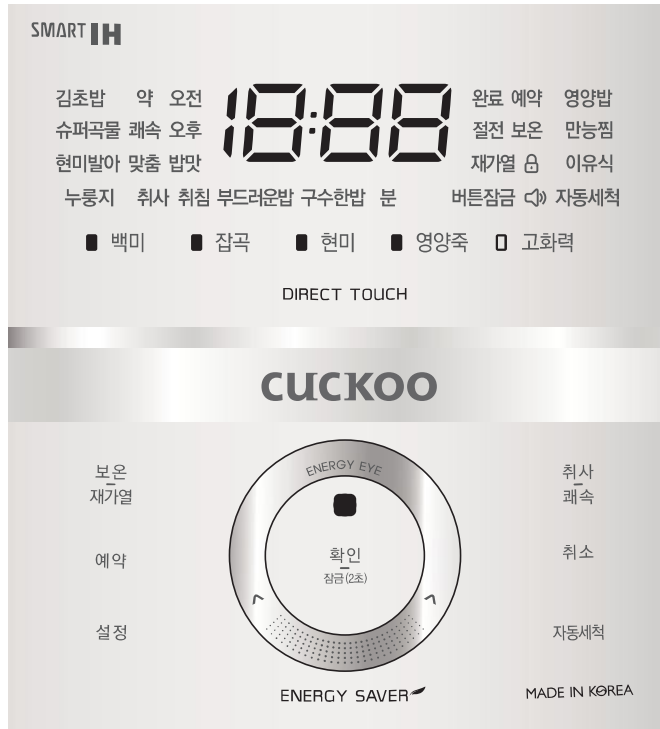 SMART IH
김초밥 약 오전 18:88 완료 예약 영양밥
슈퍼곡물 쾌속 오후 절전 보온 만능찜
현미발아 맞춤 밥맛 재가열 이유식
누룽지 취사 취침 부드러운밥 구수한밥 분 버튼잠금 자동세척
백미 잡곡 현미 영양죽 고화력
DIRECT TOUCH
CUCKOO
ENERGY EYE
보온 취사
재가열 쾌속
확인
예약 취소
잠금(2초)
설정 자동세척
ENERGY SAVER
MADE IN KOREA